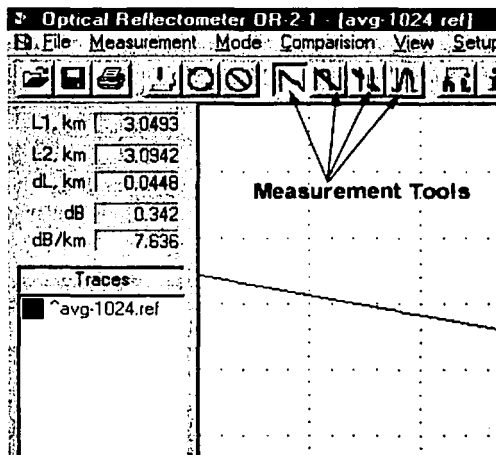 Optical Reflectometer OR-2-1 - [avg-1024.ref]
File Measurement Mode Comparision View Setup
L1, km 3.0493
L2, km 3.0942
dL, km 0.0448
dB 0.342
dB/km 7.636
Measurement Tools
Traces
^avg-1024.ref